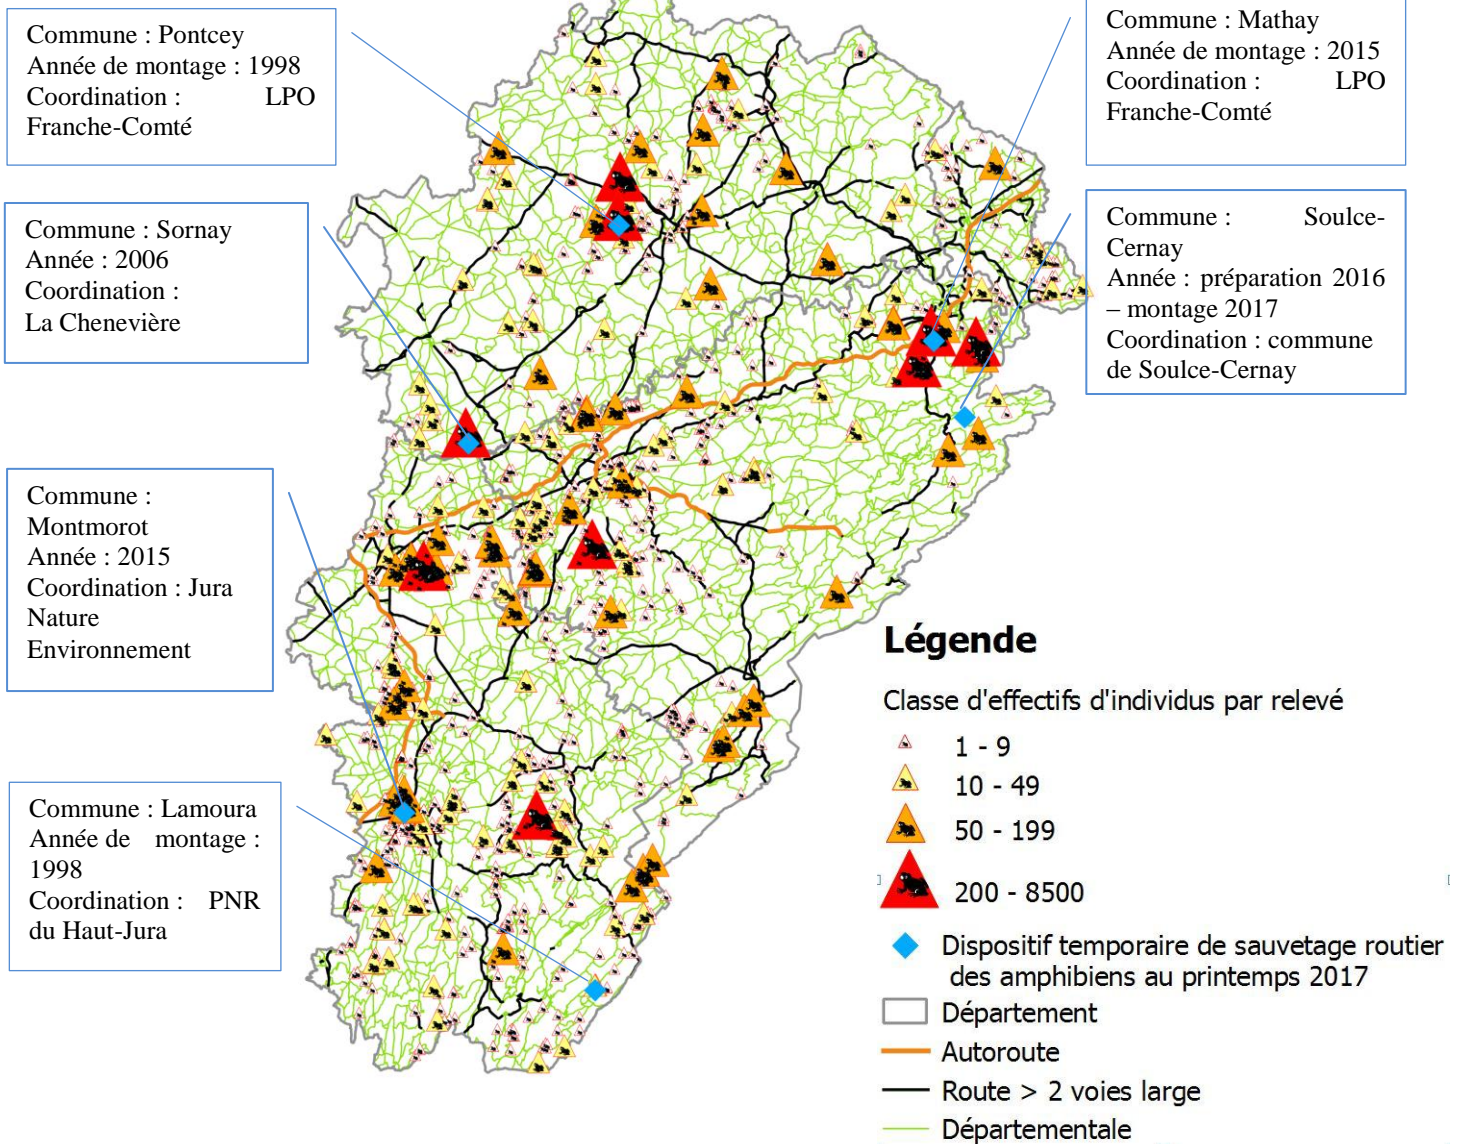 Commune : Pontcey
Année de montage : 1998
Coordination : LPO
Franche-Comté
Commune : Sornay
Année : 2006
Coordination :
La Chenevière
Commune :
Montmorot
Année : 2015
Coordination : Jura
Nature
Environnement
Commune : Lamoura
Année de montage :
1998
Coordination : PNR
du Haut-Jura
Commune : Mathay
Année de montage : 2015
Coordination : LPO
Franche-Comté
Commune : Soulce-
Cernay
Année : préparation 2016
– montage 2017
Coordination : commune
de Soulce-Cernay
Légende
Classe d'effectifs d'individus par relevé
1 - 9
10 - 49
50 - 199
200 - 8500
Dispositif temporaire de sauvetage routier
des amphibiens au printemps 2017
Département
Autoroute
Route > 2 voies large
Départementale